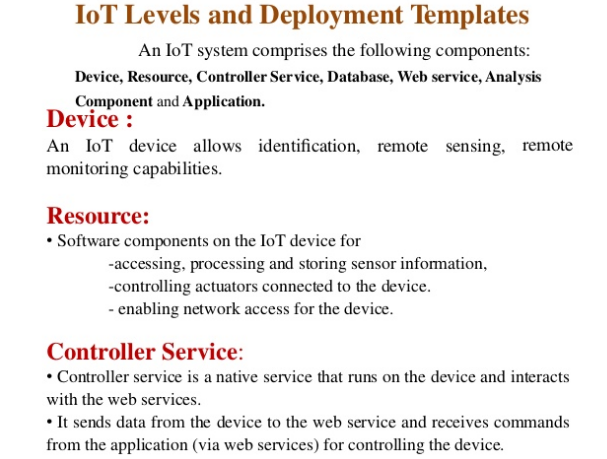 IoT Levels and Deployment Templates
An IoT system comprises the following components:
Device, Resource, Controller Service, Database, Web service, Analysis
Component and Application.
Device :
An IoT device allows identification, remote sensing, remote
monitoring capabilities.
Resource:
• Software components on the IoT device for
-accessing, processing and storing sensor information,
-controlling actuators connected to the device.
- enabling network access for the device.
Controller Service:
• Controller service is a native service that runs on the device and interacts
with the web services.
• It sends data from the device to the web service and receives commands
from the application (via web services) for controlling the device.